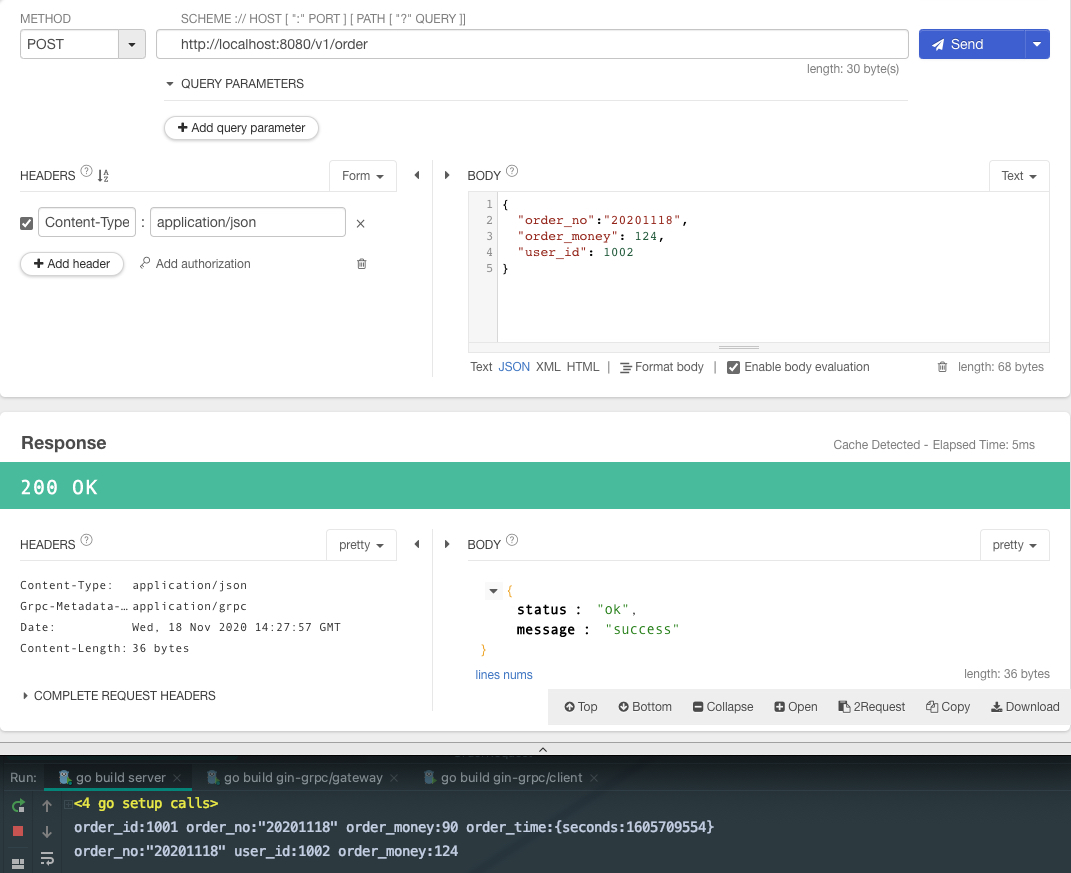 METHOD
SCHEME :// HOST [ ":" PORT ] [ PATH [ "?" QUERY ]]
POST
http://localhost:8080/v1/order
Send
length: 30 byte(s)
QUERY PARAMETERS
Add query parameter
HEADERS ?
Form
BODY ?
Text
Content-Type : application/json
Add header
Add authorization
1 {
2 "order_no":"20201118",
3 "order_money": 124,
4 "user_id": 1002
5 }
Text JSON XML HTML | Format body | Enable body evaluation
length: 68 bytes
Response
Cache Detected - Elapsed Time: 5ms
200 OK
HEADERS ?
pretty
BODY ?
pretty
Content-Type: application/json
Grpc-Metadata-… application/grpc
Date: Wed, 18 Nov 2020 14:27:57 GMT
Content-Length: 36 bytes
COMPLETE REQUEST HEADERS
{
status : "ok",
message : "success"
}
lines nums
length: 36 bytes
Top Bottom Collapse Open 2Request Copy Download
Run: go build server × go build gin-grpc/gateway × go build gin-grpc/client ×
<4 go setup calls>
order_id:1001 order_no:"20201118" order_money:90 order_time:{seconds:1605709554}
order_no:"20201118" user_id:1002 order_money:124